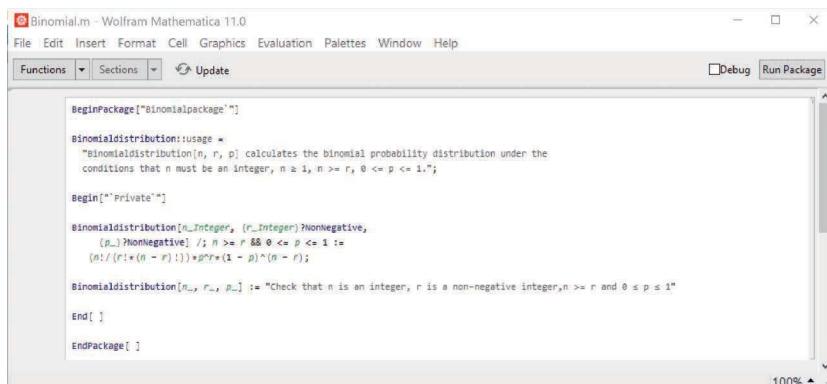 Binomial.m - Wolfram Mathematica 11.0
File Edit Insert Format Cell Graphics Evaluation Palettes Window Help
Functions Sections Update Debug Run Package
BeginPackage["Binomialpackage`"]
Binomialdistribution::usage =
"Binomialdistribution[n, r, p] calculates the binomial probability distribution under the
conditions that n must be an integer, n ≥ 1, n >= r, 0 <= p <= 1.";
Begin["`Private`"]
Binomialdistribution[n_Integer, (r_Integer)?NonNegative,
(p_)?NonNegative] /; n >= r && 0 <= p <= 1 :=
(n!/(r!*(n - r)!))*p^r*(1 - p)^(n - r);
Binomialdistribution[n_, r_, p_] := "Check that n is an integer, r is a non-negative integer,n >= r and 0 ≤ p ≤ 1"
End[ ]
EndPackage[ ]
100%